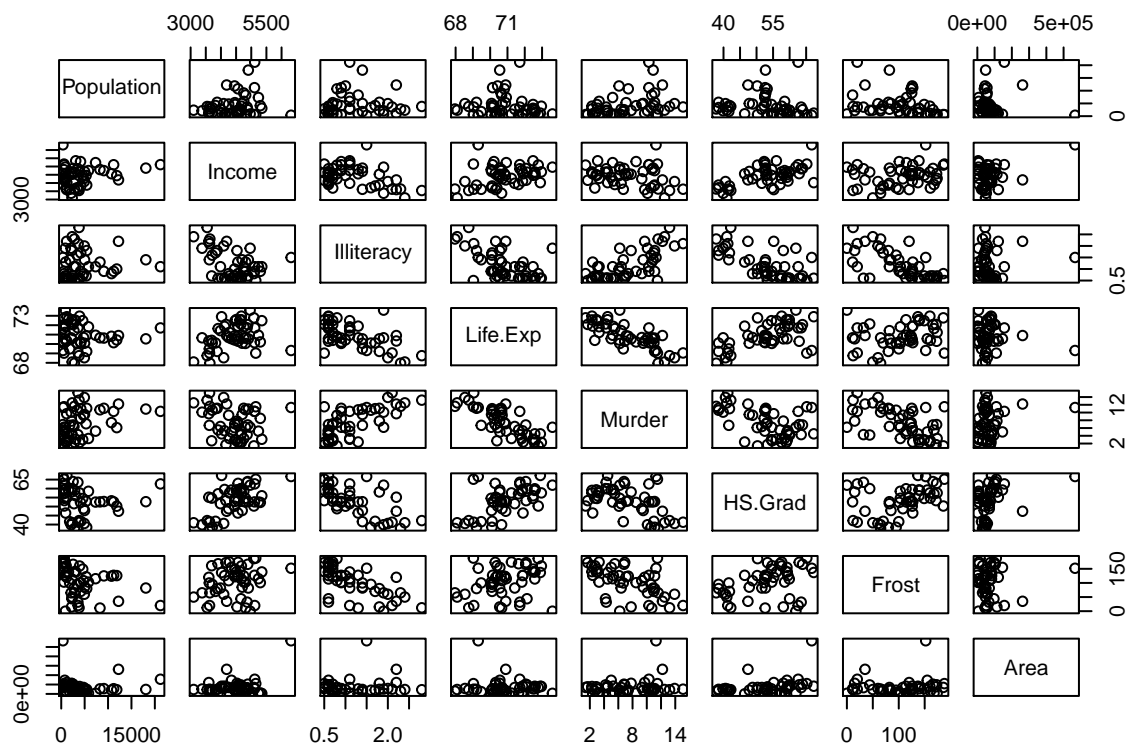 3000 5500 68 71 40 55 0e+00 5e+05
Population 0
3000 Income
Illiteracy 0.5
68 73 Life.Exp
Murder 2 12
40 65 HS.Grad
Frost 0 150
0e+00 Area
0 15000 0.5 2.0 2 8 14 0 100